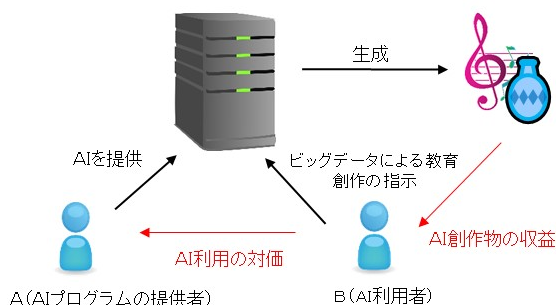 生成
AIを提供
ビッグデータによる教育
創作の指示
AI利用の対価
AI創作物の収益
A(AIプログラムの提供者)
B(AI利用者)